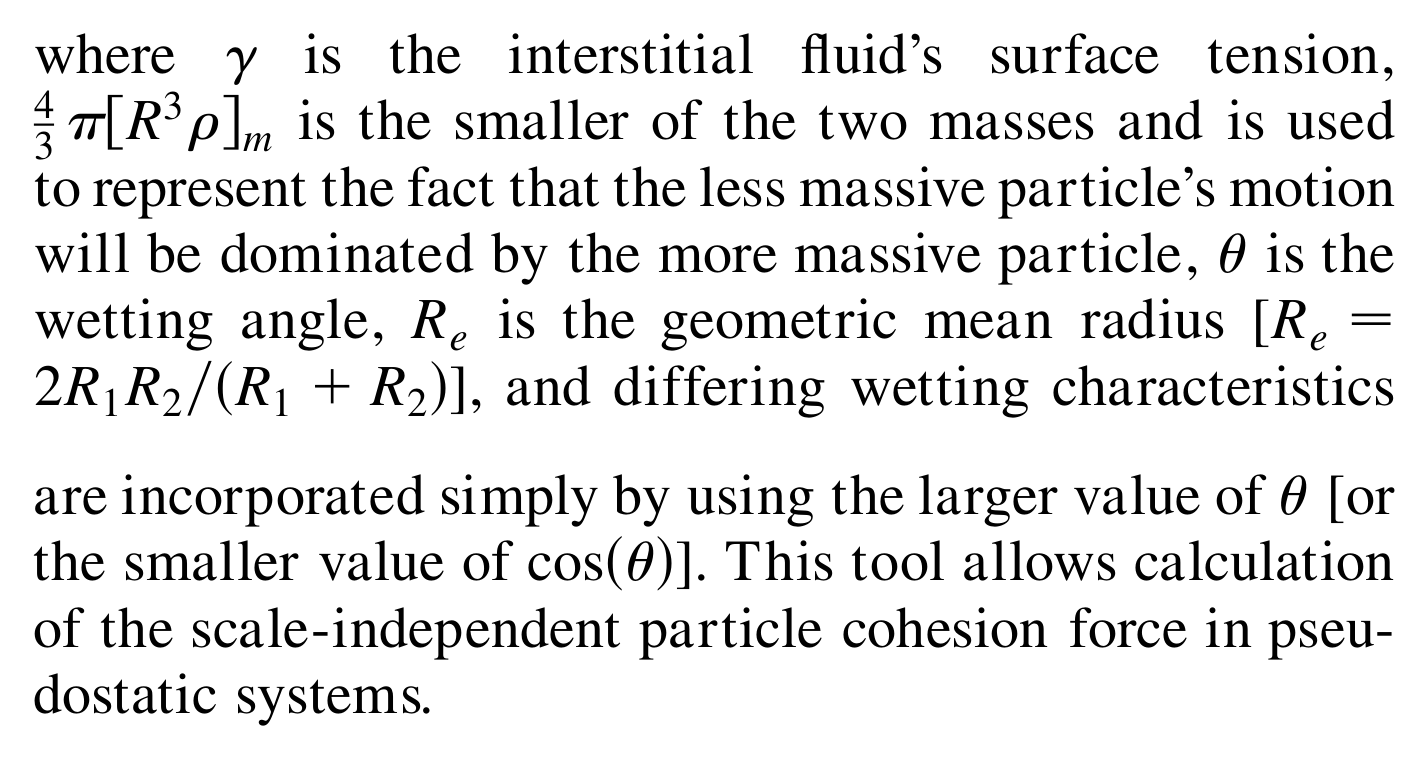 where γ is the interstitial fluid’s surface tension,
4/3 π[R³ρ]ₘ is the smaller of the two masses and is used
to represent the fact that the less massive particle’s motion
will be dominated by the more massive particle, θ is the
wetting angle, Rₑ is the geometric mean radius [Rₑ =
2R₁R₂/(R₁ + R₂)], and differing wetting characteristics
are incorporated simply by using the larger value of θ [or
the smaller value of cos(θ)]. This tool allows calculation
of the scale-independent particle cohesion force in pseu-
dostatic systems.